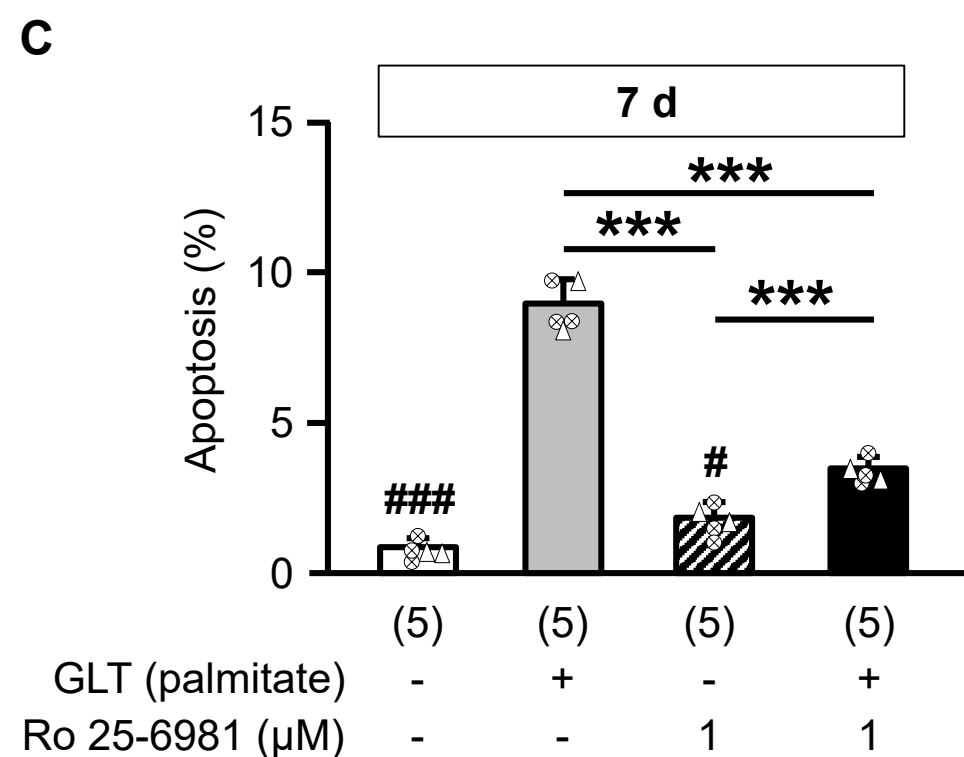 C
7 d
15
***
***
10
***
Apoptosis (%)
5
#
###
0
(5) (5) (5) (5)
GLT (palmitate) - + - +
Ro 25-6981 (µM) - - 1 1